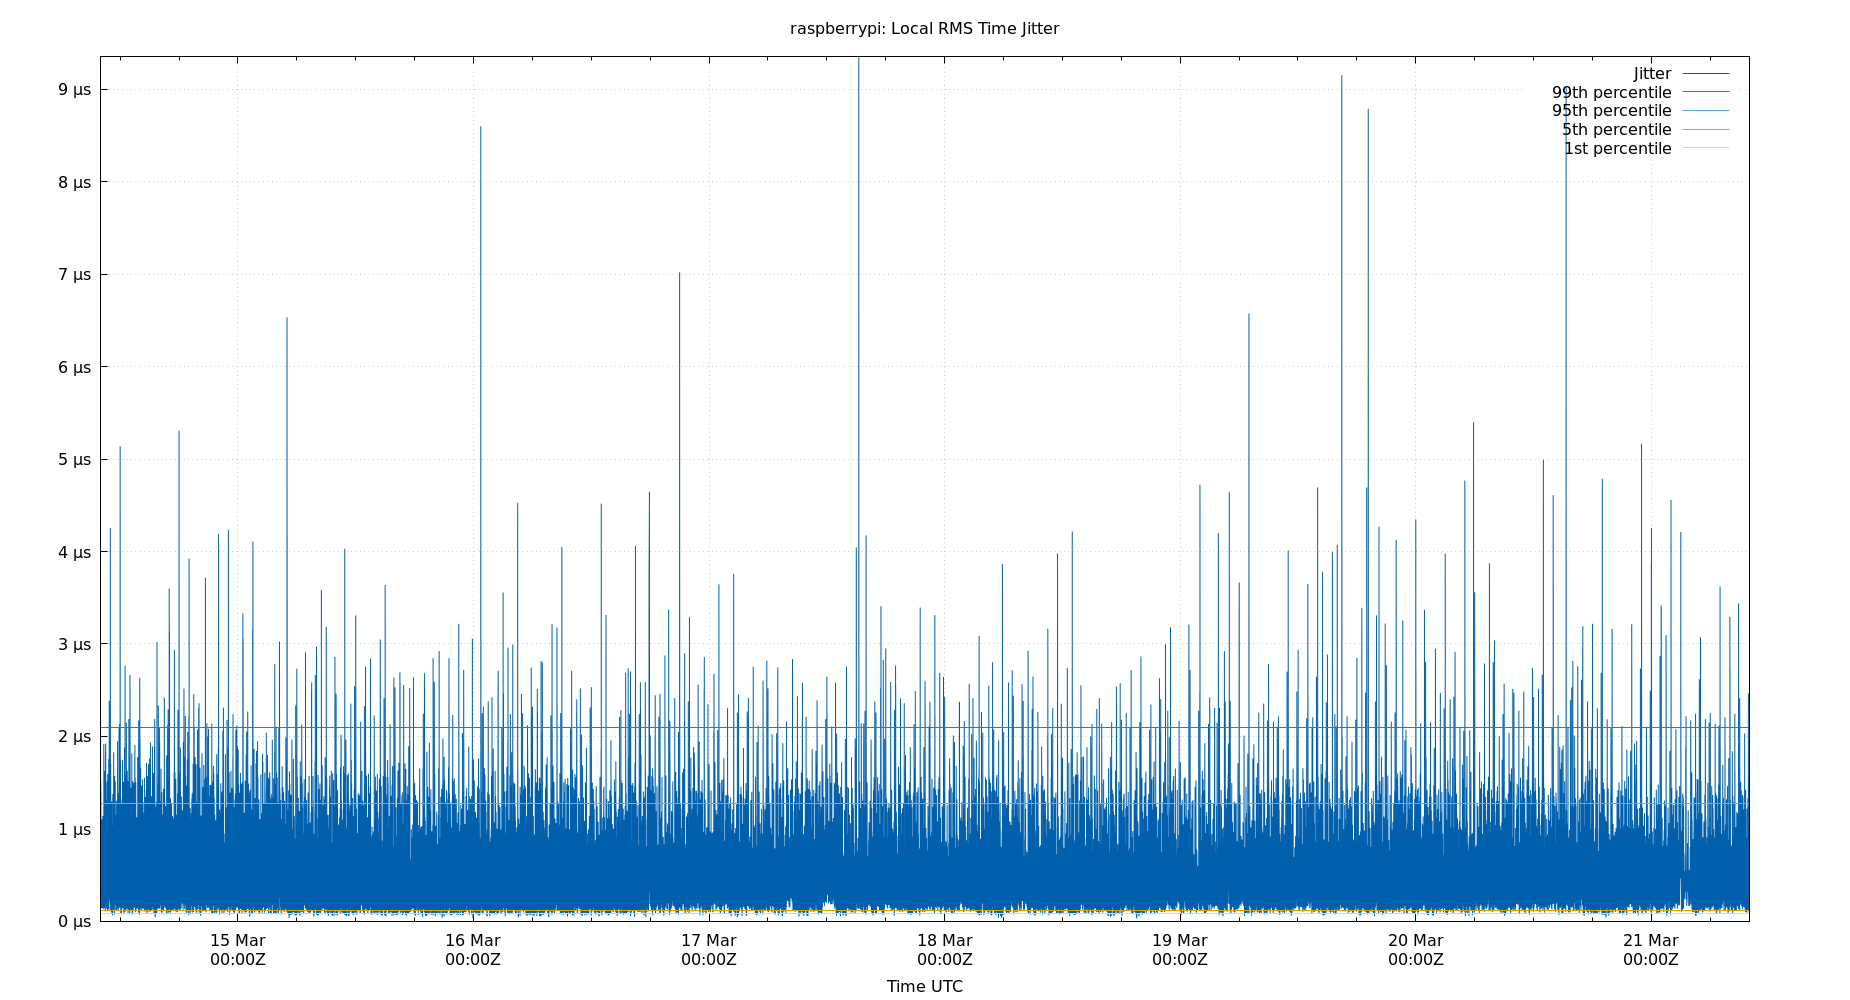 raspberrypi: Local RMS Time Jitter
Jitter
99th percentile
95th percentile
5th percentile
1st percentile
9 µs
8 µs
7 µs
6 µs
5 µs
4 µs
3 µs
2 µs
1 µs
0 µs
15 Mar 16 Mar 17 Mar 18 Mar 19 Mar 20 Mar 21 Mar
00:00Z 00:00Z 00:00Z 00:00Z 00:00Z 00:00Z 00:00Z
Time UTC